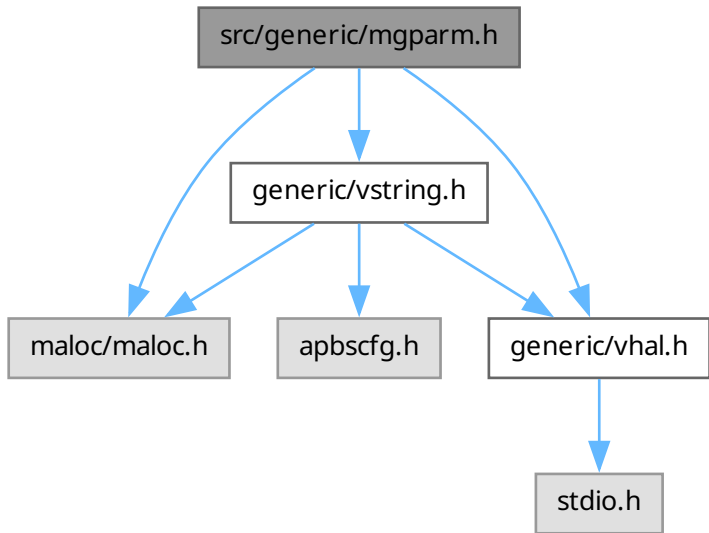 src/generic/mgparm.h
generic/vstring.h
maloc/maloc.h
apbscfg.h
generic/vhal.h
stdio.h